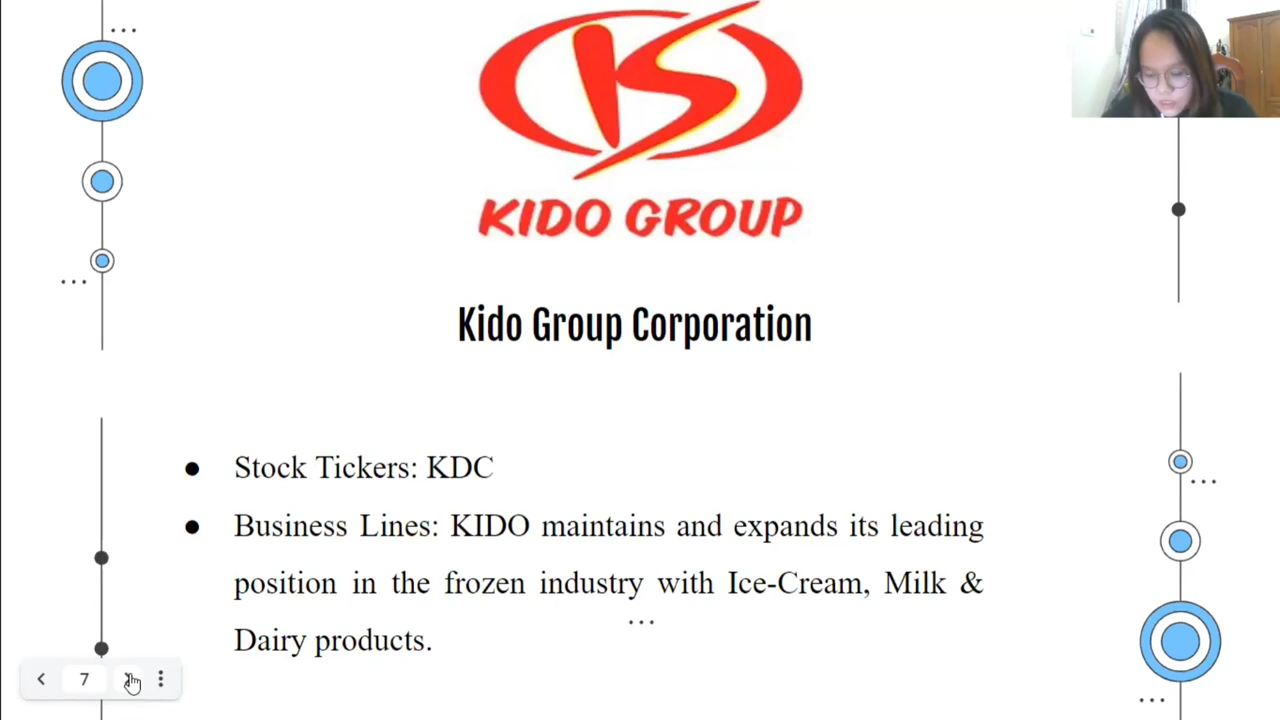 KIDO GROUP
Kido Group Corporation
● Stock Tickers: KDC
● Business Lines: KIDO maintains and expands its leading
position in the frozen industry with Ice-Cream, Milk &
Dairy products.
7